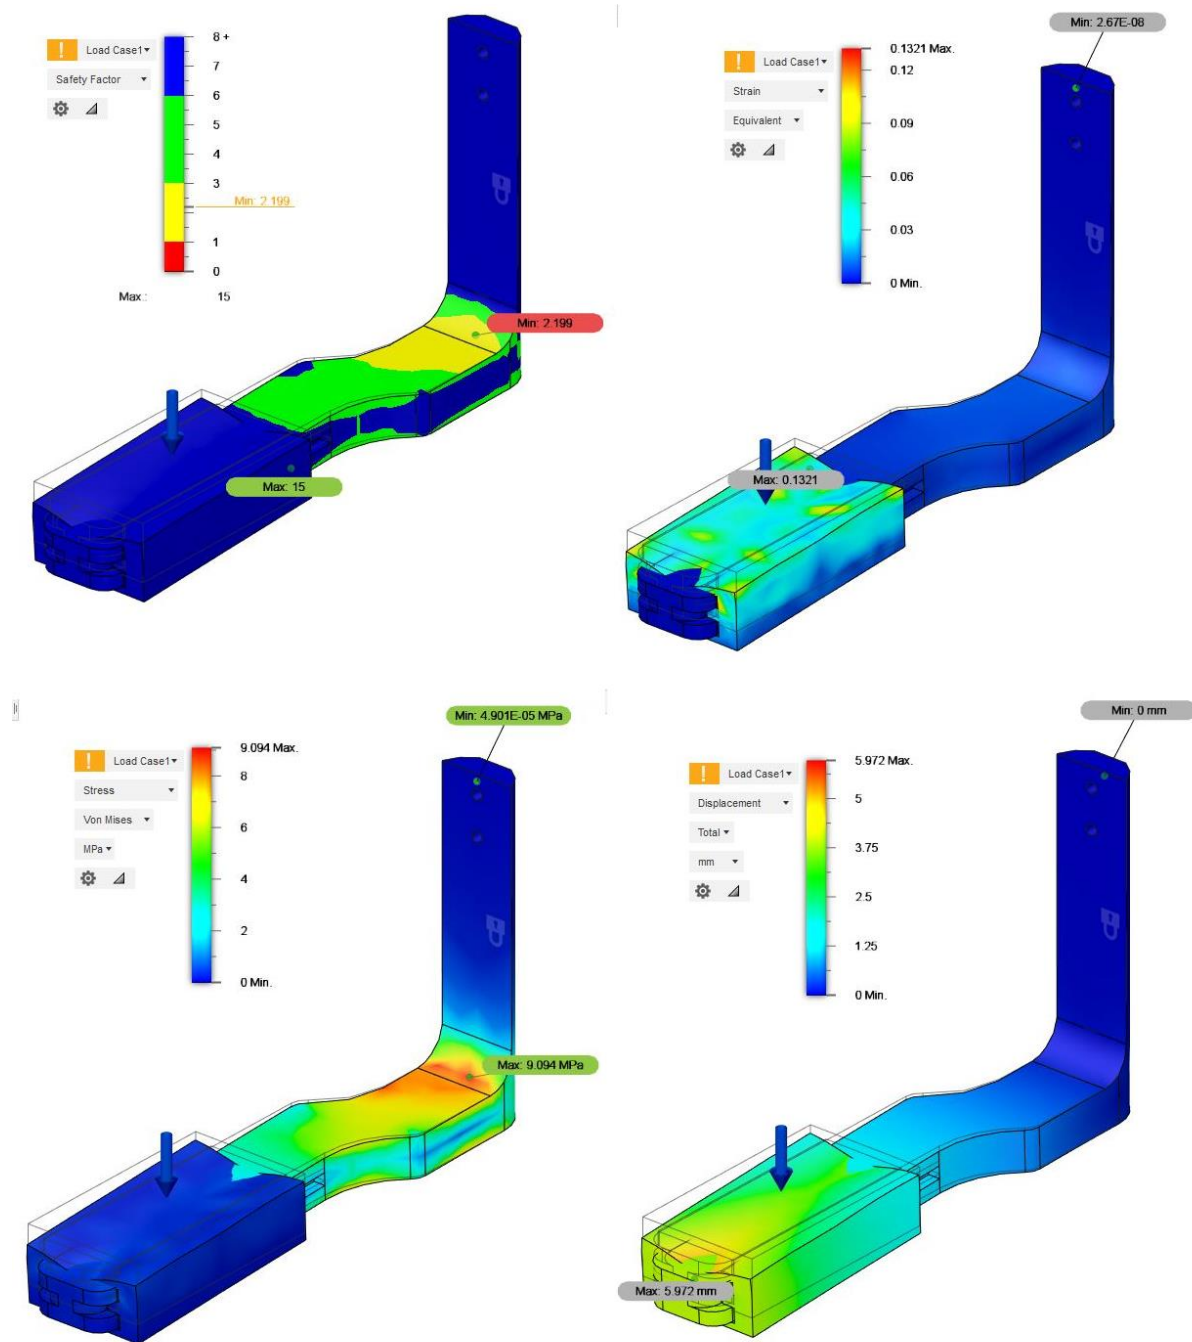 Load Case1
Safety Factor
8 +
7
6
5
4
3
Min: 2.199
1
0
Max.: 15
Min: 2.199
Max: 15
Min: 2.67E-08
Load Case1
Strain
Equivalent
0.1321 Max.
0.12
0.09
0.06
0.03
0 Min.
Max: 0.1321
Min: 4.901E-05 MPa
Load Case1
Stress
Von Mises
MPa
9.094 Max.
8
6
4
2
0 Min.
Max: 9.094 MPa
Min: 0 mm
Load Case1
Displacement
Total
mm
5.972 Max.
5
3.75
2.5
1.25
0 Min.
Max: 5.972 mm